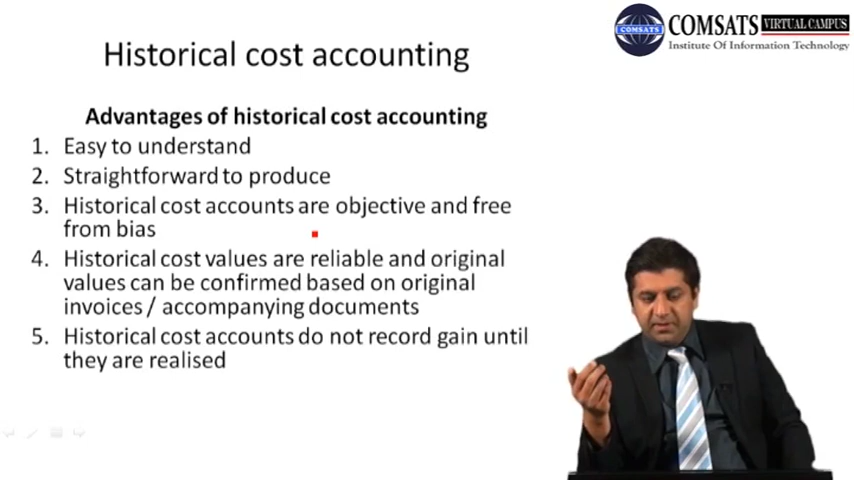 COMSATS VIRTUAL CAMPUS
COMSATS
Institute Of Information Technology
Historical cost accounting
Advantages of historical cost accounting
1. Easy to understand
2. Straightforward to produce
3. Historical cost accounts are objective and free
from bias
4. Historical cost values are reliable and original
values can be confirmed based on original
invoices / accompanying documents
5. Historical cost accounts do not record gain until
they are realised